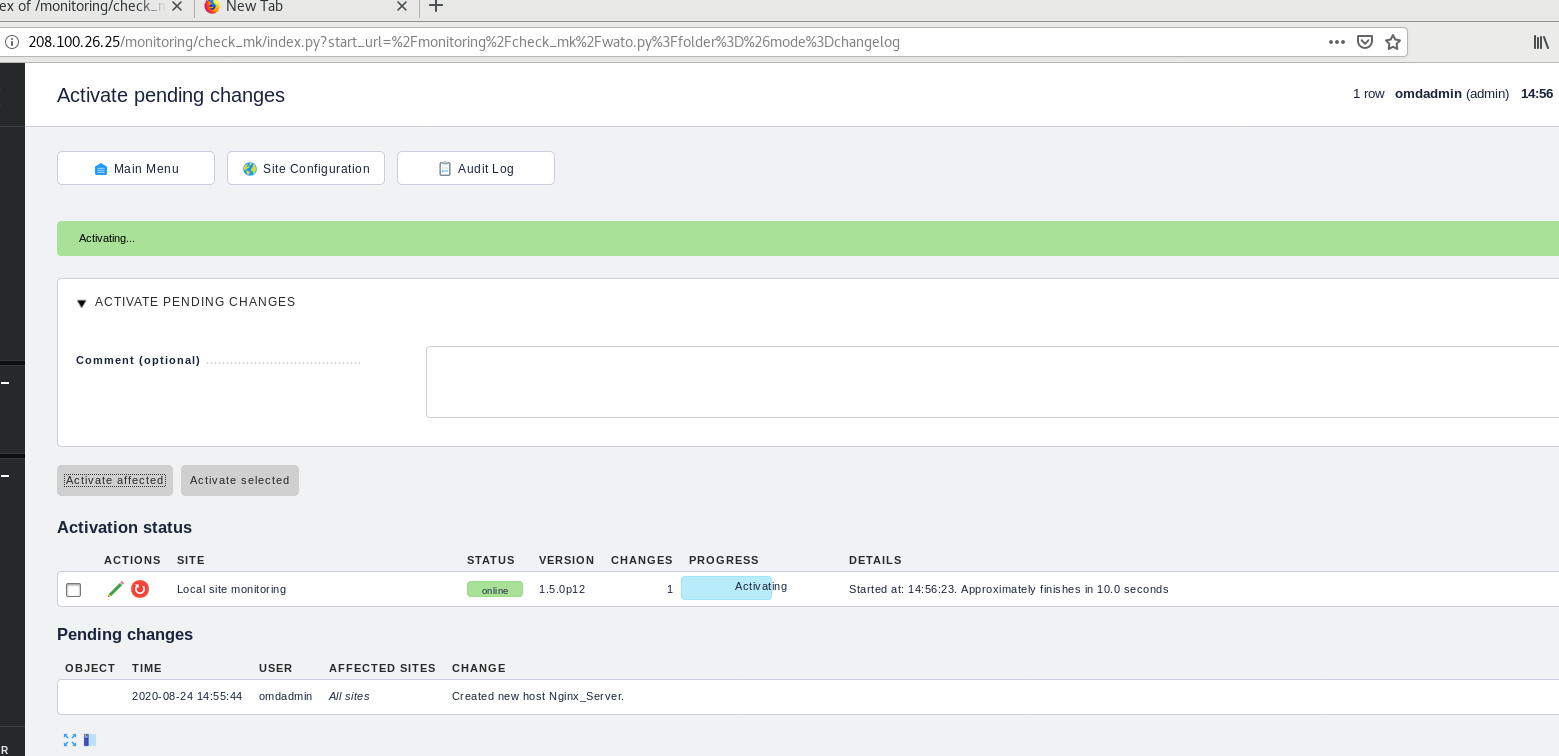 ex of /monitoring/check_m New Tab
208.100.26.25/monitoring/check_mk/index.py?start_url=%2Fmonitoring%2Fcheck_mk%2Fwato.py%3Ffolder%3D%26mode%3Dchangelog
Activate pending changes 1 row omdadmin (admin) 14:56
Main Menu Site Configuration Audit Log
Activating...
ACTIVATE PENDING CHANGES
Comment (optional)
Activate affected Activate selected
Activation status
ACTIONS SITE STATUS VERSION CHANGES PROGRESS DETAILS
Local site monitoring online 1.5.0p12 1 Activating Started at: 14:56:23. Approximately finishes in 10.0 seconds
Pending changes
OBJECT TIME USER AFFECTED SITES CHANGE
2020-08-24 14:55:44 omdadmin All sites Created new host Nginx_Server.
R